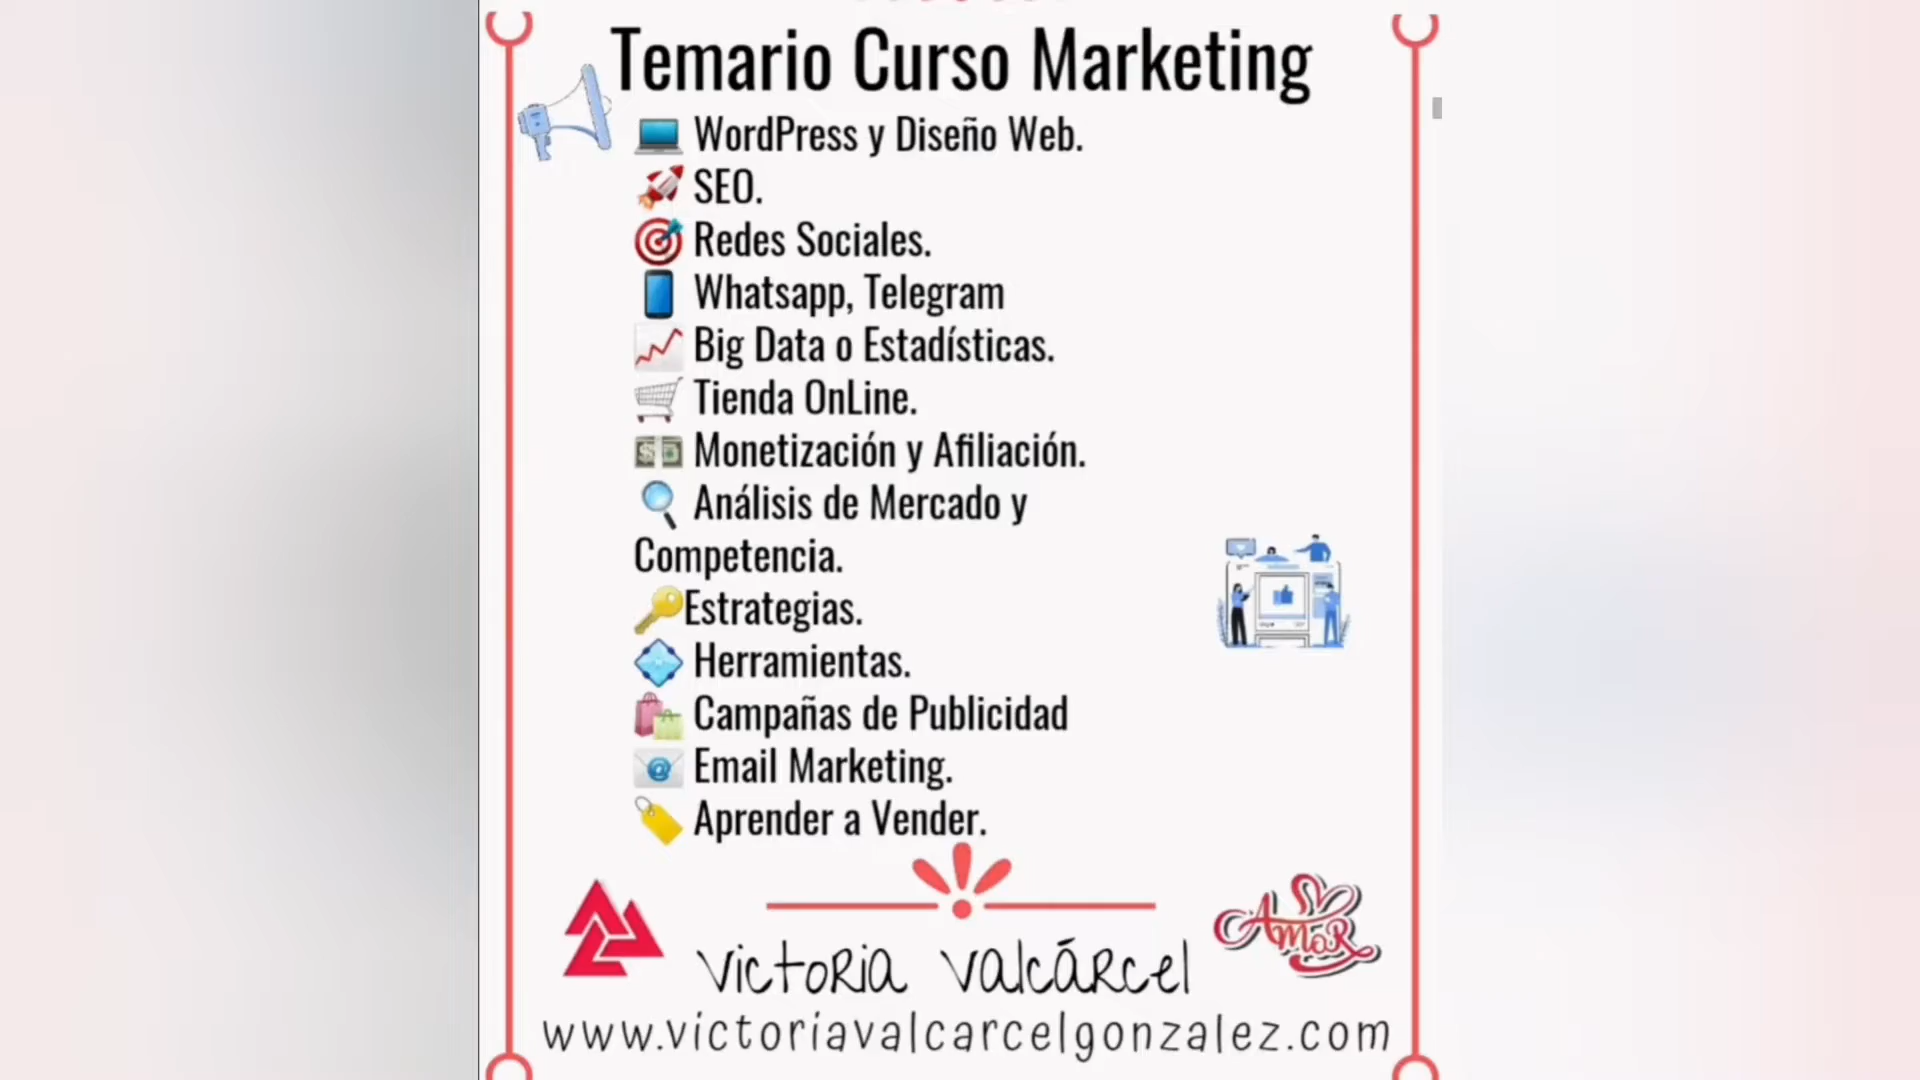 Temario Curso Marketing
WordPress y Diseño Web.
SEO.
Redes Sociales.
Whatsapp, Telegram
Big Data o Estadísticas.
Tienda OnLine.
Monetización y Afiliación.
Análisis de Mercado y
Competencia.
Estrategias.
Herramientas.
Campañas de Publicidad
Email Marketing.
Aprender a Vender.
AmoR
victoRia valcáRcel
www.victoriavalcarcelgonzalez.com